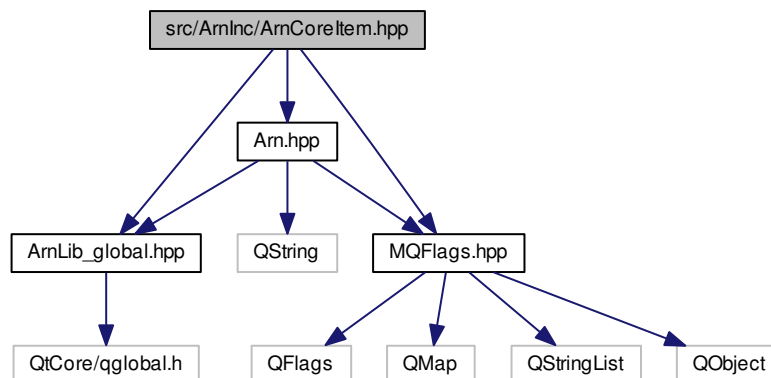 src/ArnInc/ArnCoreItem.hpp
Arn.hpp
ArnLib_global.hpp
QString
MQFlags.hpp
QtCore/qglobal.h
QFlags
QMap
QStringList
QObject